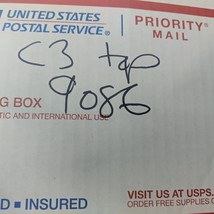 UNITED STATES
POSTAL SERVICE®
PRIORITY®
MAIL
C3 top
9086
G BOX
TIC AND INTERNATIONAL US
D ■ INSURED
VISIT US AT USPS.
ORDER FREE SUPPLIES